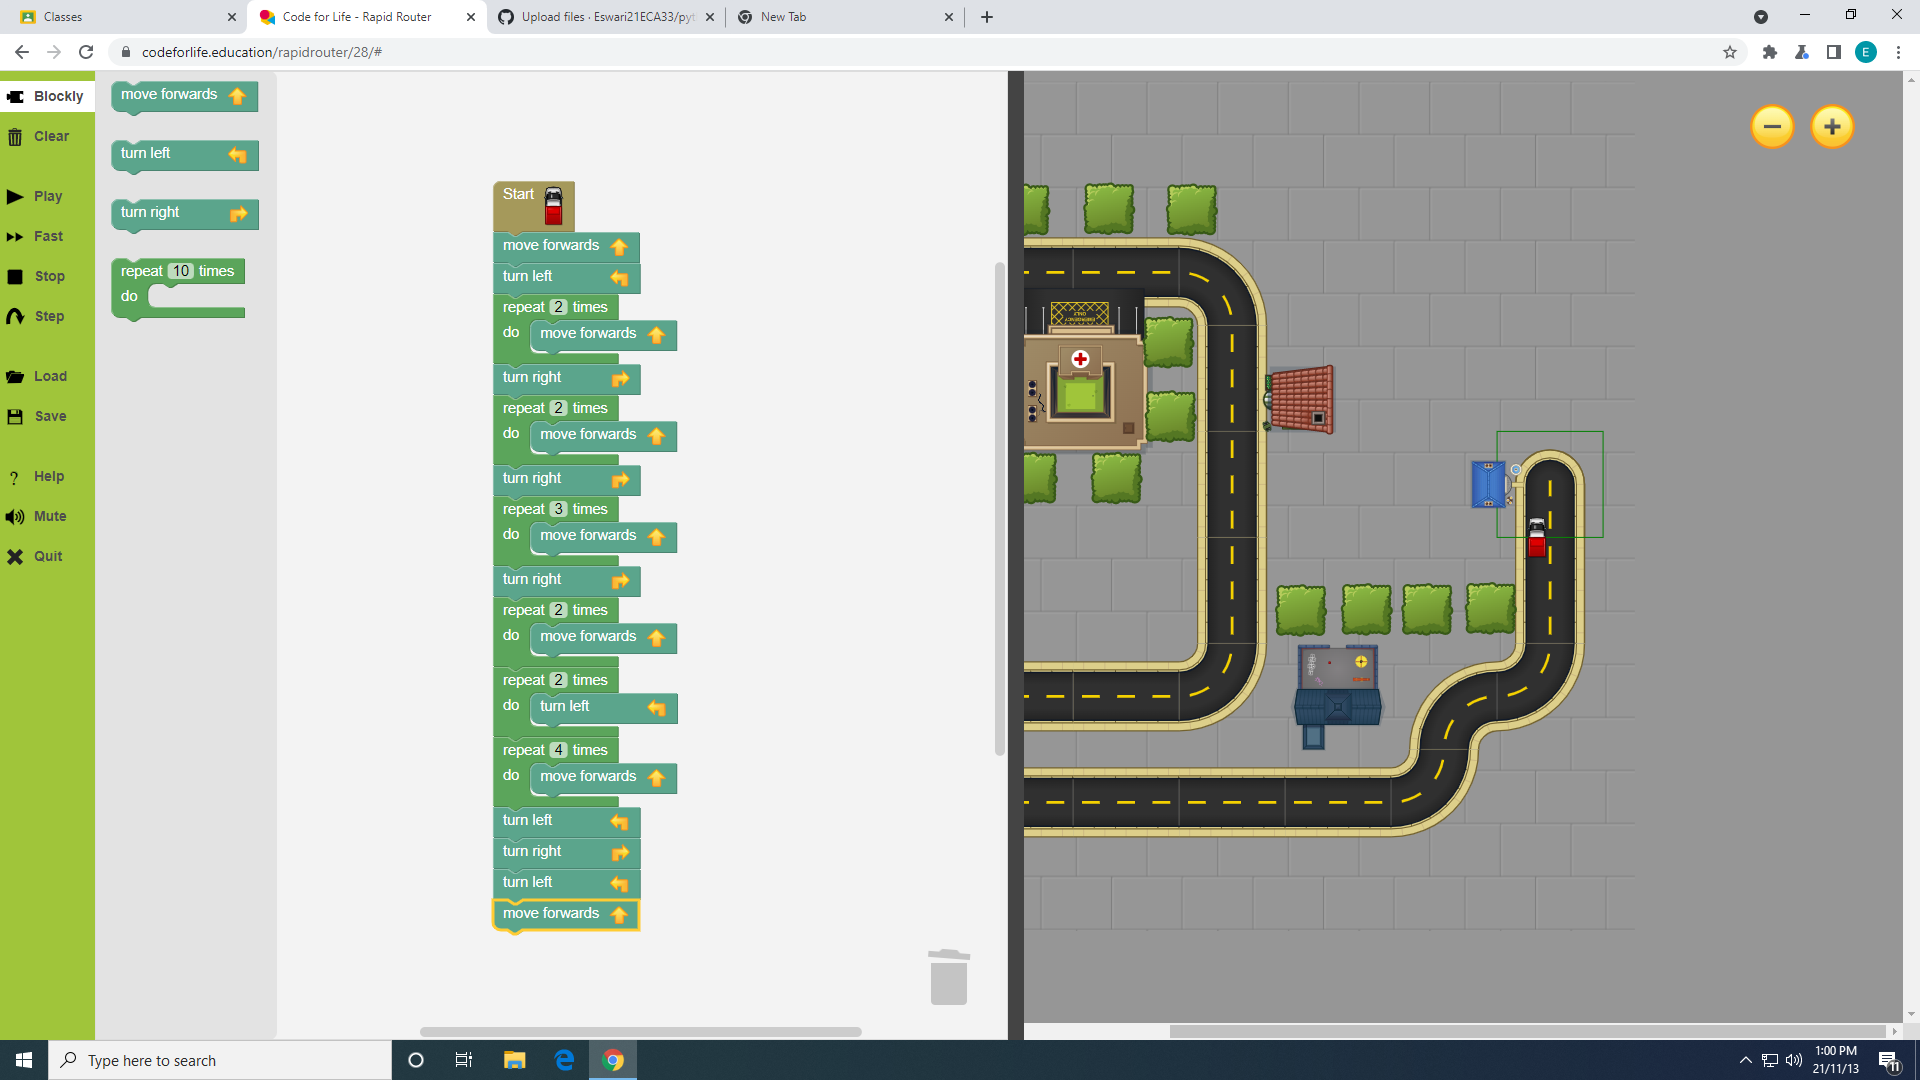 Classes
Code for Life - Rapid Router
Upload files · Eswari21ECA33/pyt
New Tab
codeforlife.education/rapidrouter/28/#
E
Blockly
Clear
Play
Fast
Stop
Step
Load
Save
Help
Mute
Quit
move forwards
turn left
turn right
repeat 10 times
do
Start
move forwards
turn left
repeat 2 times
do move forwards
turn right
repeat 2 times
do move forwards
turn right
repeat 3 times
do move forwards
turn right
repeat 2 times
do move forwards
repeat 2 times
do turn left
repeat 4 times
do move forwards
turn left
turn right
turn left
move forwards
EMERGENCY
ONLY
Type here to search
1:00 PM
21/11/13
11